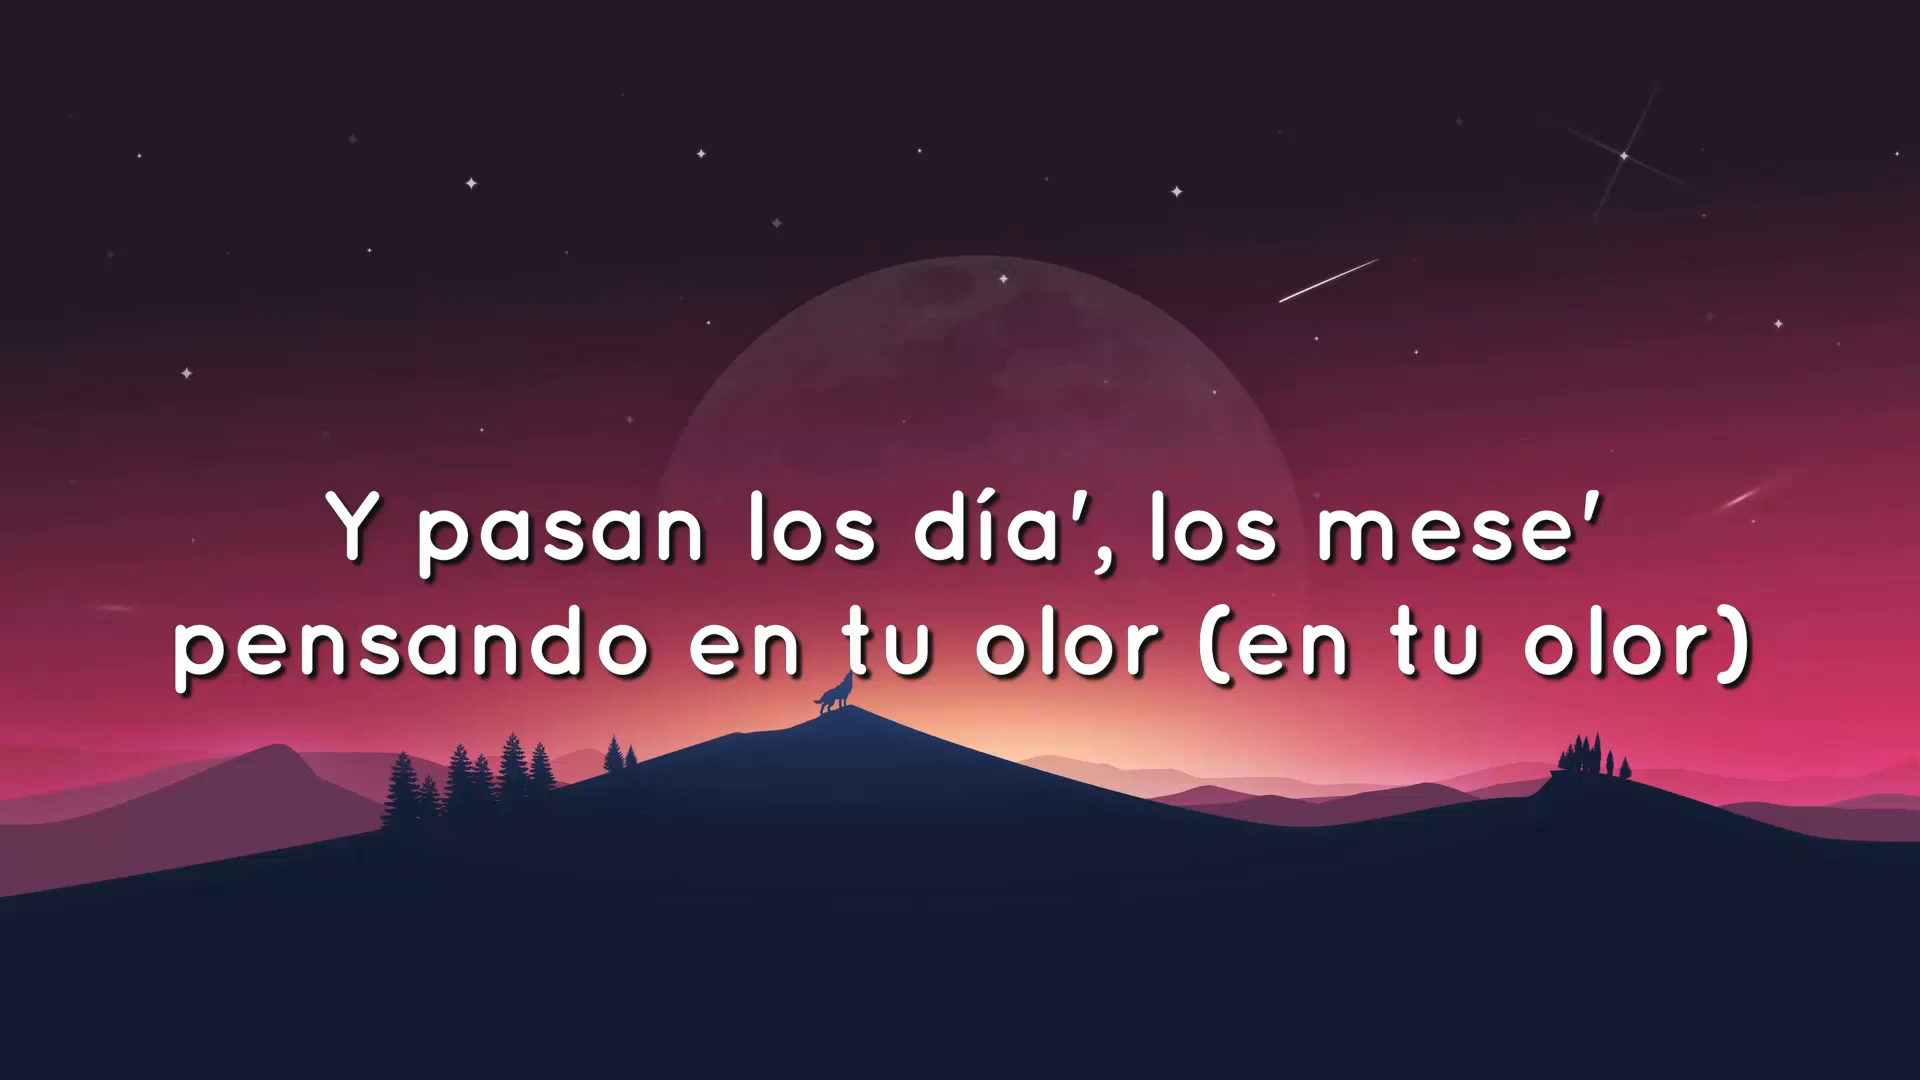 Y pasan los día', los mese'
pensando en tu olor (en tu olor)